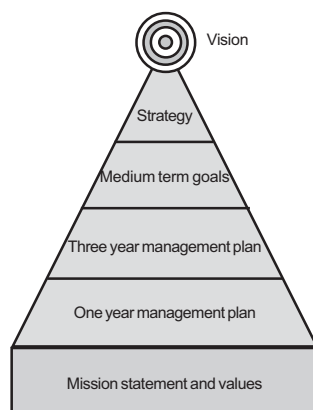 Vision
Strategy
Medium term goals
Three year management plan
One year management plan
Mission statement and values